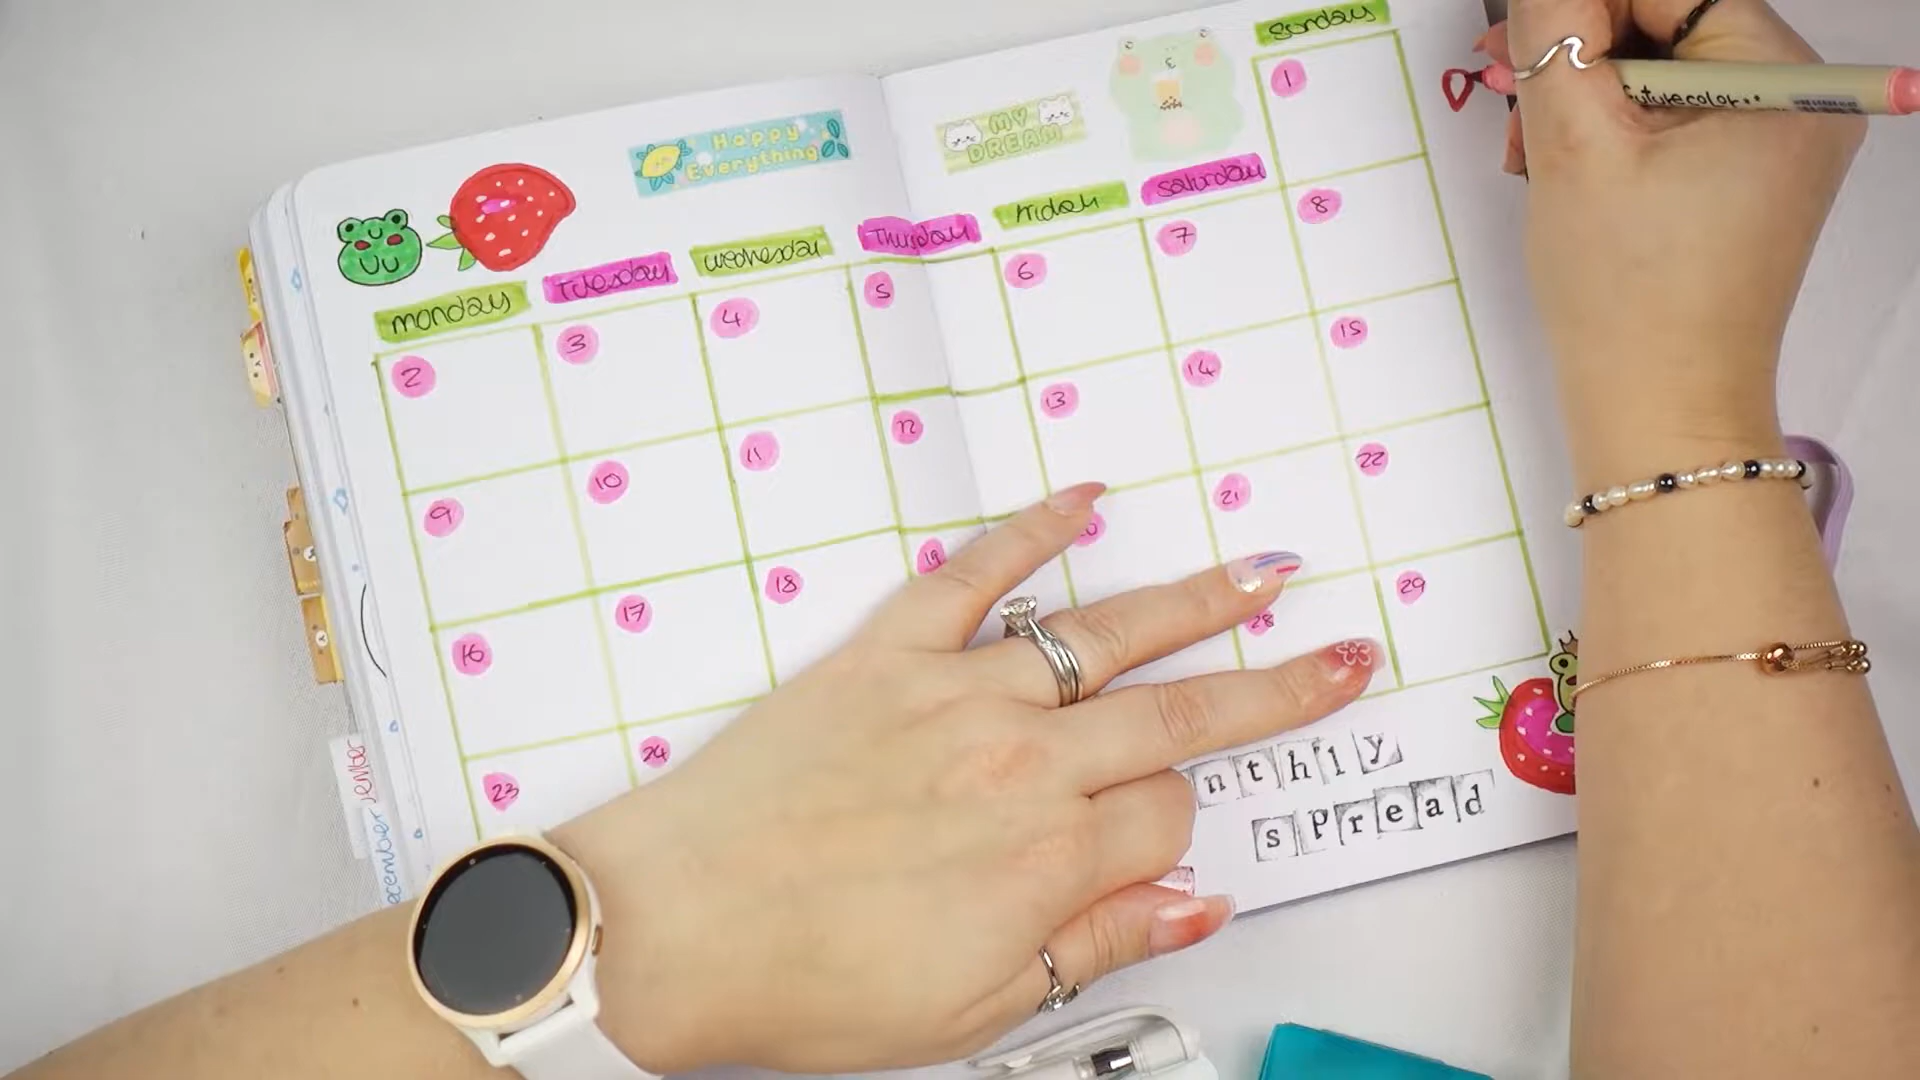 sunday
1
Happy
Everything
MY
DREAM
monday
Tuesday
wednesday
Thursday
friday
saturday
2
3
4
5
6
7
8
9
10
11
12
13
14
15
16
17
18
19
20
21
22
23
24
28
29
nthly
spread
futurecolor